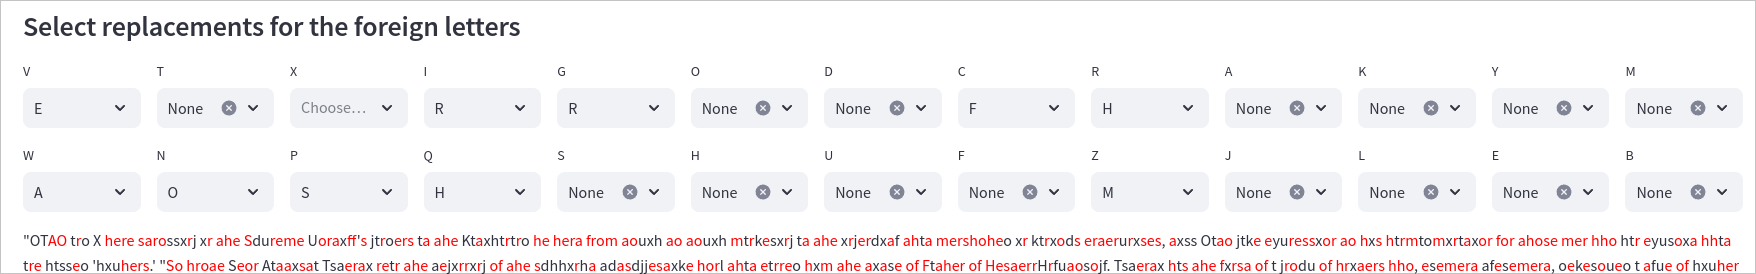 Select replacements for the foreign letters
V T X I G O D C R A K Y M
E None Choose... R R None None F H None None None None
W N P Q S H U F Z J L E B
A O S H None None None None M None None None None
"OTAO tro X here sarossxrj xr ahe Sdureme Uoraxff's jtroers ta ahe Ktaxhtrtro he hera from aouxh ao aouxh mtrkesxrj ta ahe xrjerdxaf ahta mershoheo xr ktrxods eraerurxses, axss Otao jtke eyuressxor ao hxs htrmtomxrtaxor for ahose mer hho htr eyusoxa hhta
tre htsseo 'hxuhers.' "So hroae Seor Ataaxsat Tsaerax retr ahe aejxrrxrj of ahe sdhhxrha adasdjjesaxke horl ahta etrreo hxm ahe axase of Ftaher of HesaerrHrfuaosojf. Tsaerax hts ahe fxrsa of t jrodu of hrxaers hho, esemera afesemera, oekesoueo t afue of hxuher